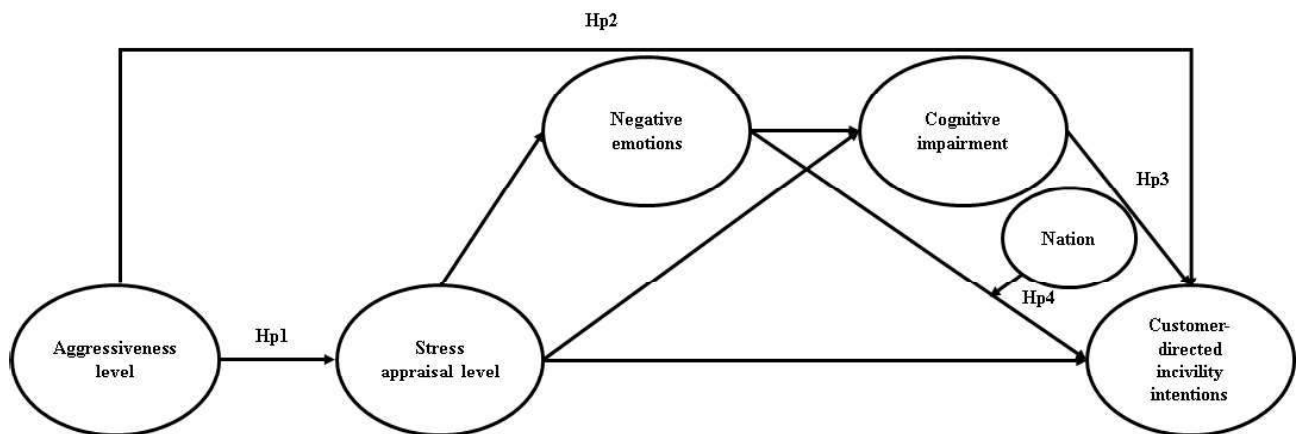 Hp2
Negative
emotions
Cognitive
impairment
Hp3
Nation
Hp4
Aggressiveness
level
Hp1
Stress
appraisal level
Customer-
directed
incivility
intentions